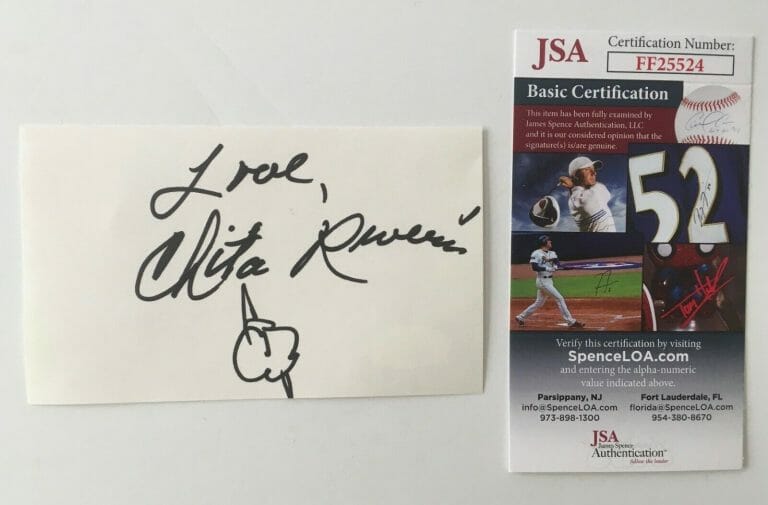 Love,
Chita Rivera
JSA
Certification Number:
FF25524
Basic Certification
This item has been fully examined by
James Spence Authentication, LLC
and it is our considered opinion that the
signature(s) is/are genuine.
52
Verify this certification by visiting
SpenceLOA.com
and entering the alpha-numeric
value indicated above.
Parsippany, NJ
info@SpenceLOA.com
973-898-1300
Fort Lauderdale, FL
florida@SpenceLOA.com
954-380-8670
JSA
James Spence
Authentication
follow the leader